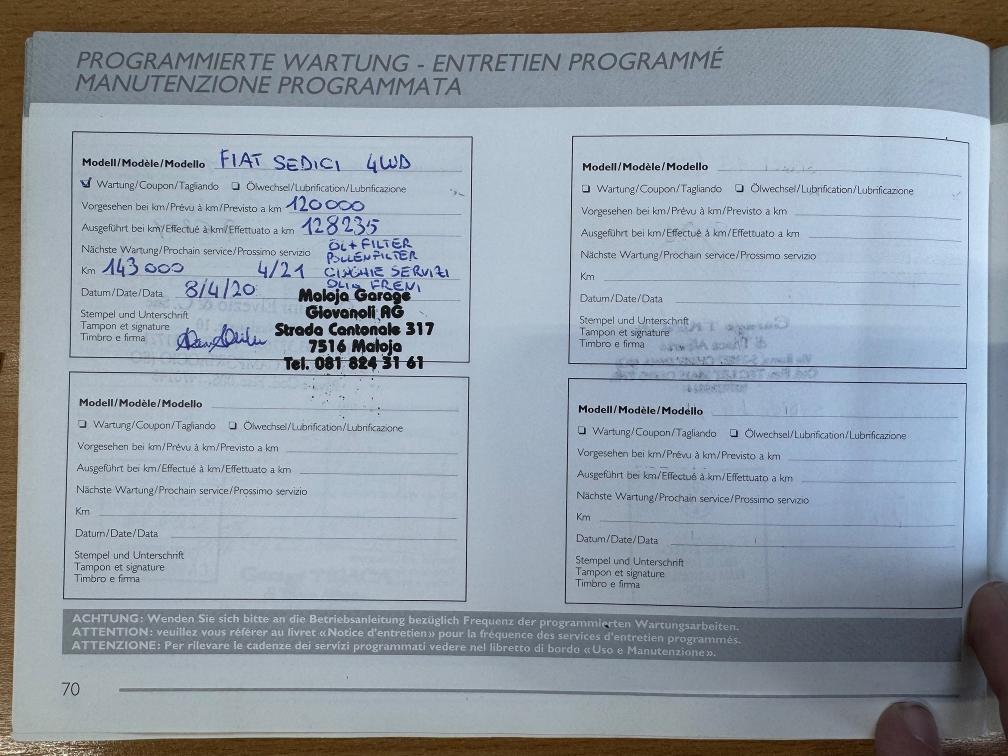 PROGRAMMIERTE WARTUNG - ENTRETIEN PROGRAMMÉ
MANUTENZIONE PROGRAMMATA
Modell/Modèle/Modello FIAT SEDICI 4WD
☑ Wartung/Coupon/Tagliando ☐ Ölwechsel/Lubrification/Lubrificazione
Vorgesehen bei km/Prévu à km/Previsto a km 120000
Ausgeführt bei km/Effectué à km/Effettuato a km 128235
Nächste Wartung/Prochain service/Prossimo servizio ÖL+FILTER
POLLENFILTER
Km 143000 4/21 CINGHIE SERVIZI
OLIO FRENI
Datum/Date/Data 8/4/20
Stempel und Unterschrift
Tampon et signature
Timbro e firma
Maloja Garage
Giovanoli AG
Strada Cantonale 317
7516 Maloja
Tel. 081 824 31 61
Modell/Modèle/Modello
☐ Wartung/Coupon/Tagliando ☐ Ölwechsel/Lubrification/Lubrificazione
Vorgesehen bei km/Prévu à km/Previsto a km
Ausgeführt bei km/Effectué à km/Effettuato a km
Nächste Wartung/Prochain service/Prossimo servizio
Km
Datum/Date/Data
Stempel und Unterschrift
Tampon et signature
Timbro e firma
Modell/Modèle/Modello
☐ Wartung/Coupon/Tagliando ☐ Ölwechsel/Lubrification/Lubrificazione
Vorgesehen bei km/Prévu à km/Previsto a km
Ausgeführt bei km/Effectué à km/Effettuato a km
Nächste Wartung/Prochain service/Prossimo servizio
Km
Datum/Date/Data
Stempel und Unterschrift
Tampon et signature
Timbro e firma
Modell/Modèle/Modello
☐ Wartung/Coupon/Tagliando ☐ Ölwechsel/Lubrification/Lubrificazione
Vorgesehen bei km/Prévu à km/Previsto a km
Ausgeführt bei km/Effectué à km/Effettuato a km
Nächste Wartung/Prochain service/Prossimo servizio
Km
Datum/Date/Data
Stempel und Unterschrift
Tampon et signature
Timbro e firma
ACHTUNG: Wenden Sie sich bitte an die Betriebsanleitung bezüglich Frequenz der programmierten Wartungsarbeiten.
ATTENTION: veuillez vous référer au livret «Notice d'entretien» pour la fréquence des services d'entretien programmés.
ATTENZIONE: Per rilevare le cadenze dei servizi programmati vedere nel libretto di bordo «Uso e Manutenzione».
70